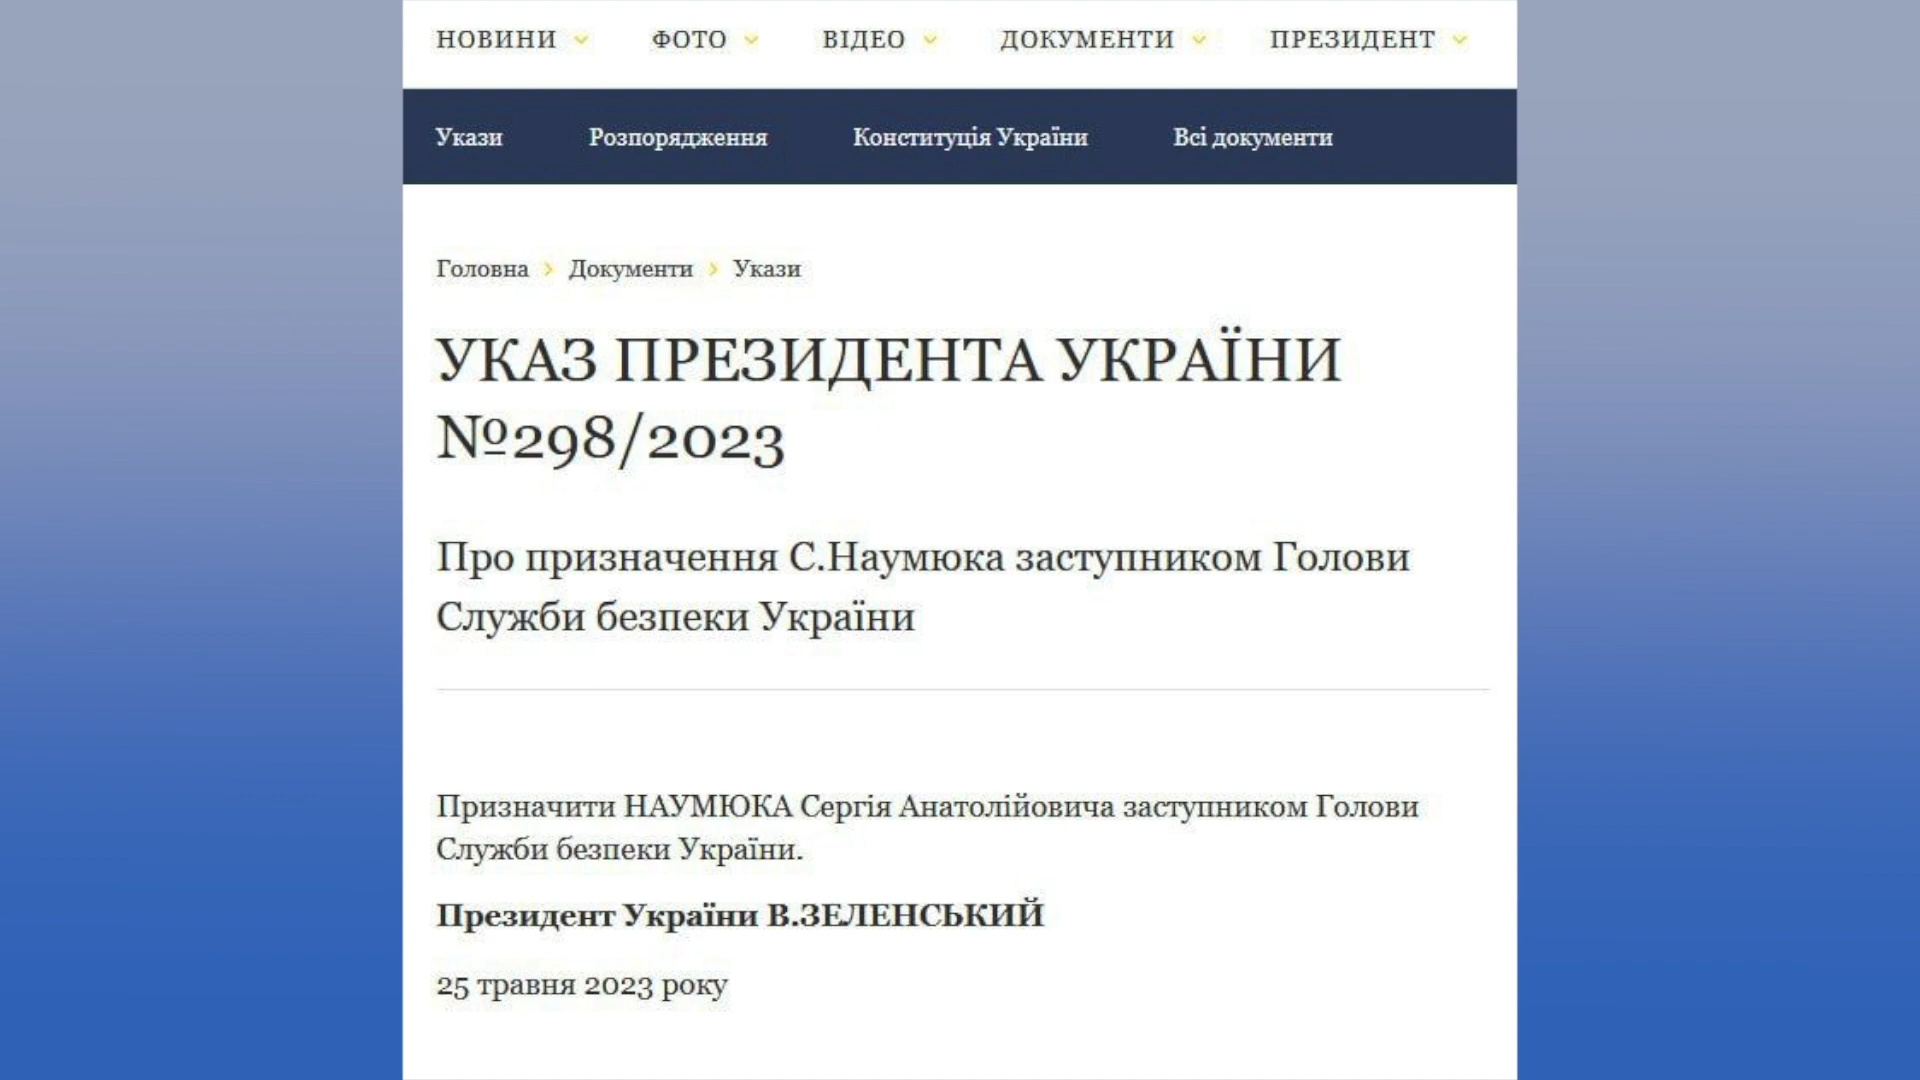 НОВИНИ ФОТО ВІДЕО ДОКУМЕНТИ ПРЕЗИДЕНТ
Укази Розпорядження Конституція України Всі документи
Головна > Документи > Укази
УКАЗ ПРЕЗИДЕНТА УКРАЇНИ
№298/2023
Про призначення С.Наумюка заступником Голови
Служби безпеки України
Призначити НАУМЮКА Сергія Анатолійовича заступником Голови
Служби безпеки України.
Президент України В.ЗЕЛЕНСЬКИЙ
25 травня 2023 року